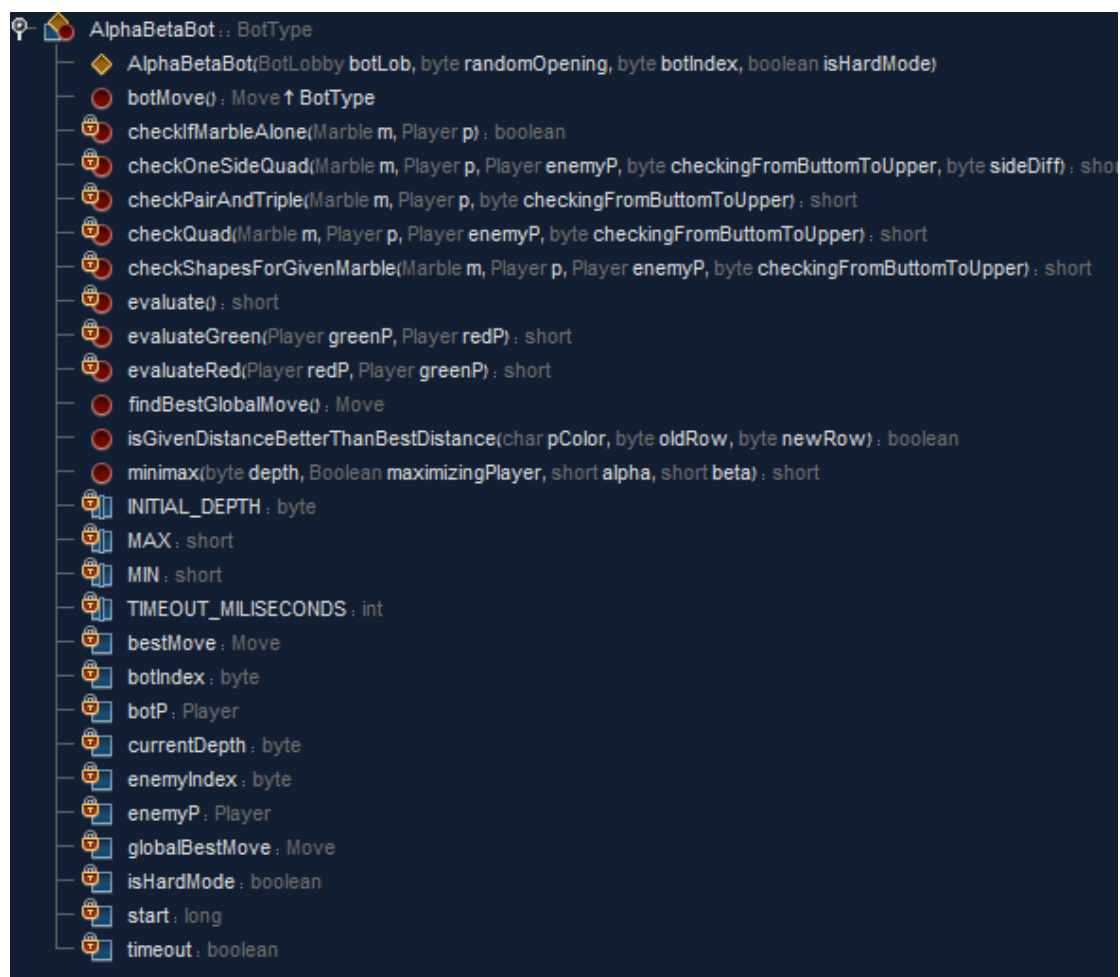 AlphaBetaBot :: BotType
AlphaBetaBot(BotLobby botLob, byte randomOpening, byte botIndex, boolean isHardMode)
botMove() : Move ↑ BotType
checkIfMarbleAlone(Marble m, Player p) : boolean
checkOneSideQuad(Marble m, Player p, Player enemyP, byte checkingFromButtomToUpper, byte sideDiff) : shor
checkPairAndTriple(Marble m, Player p, byte checkingFromButtomToUpper) : short
checkQuad(Marble m, Player p, Player enemyP, byte checkingFromButtomToUpper) : short
checkShapesForGivenMarble(Marble m, Player p, Player enemyP, byte checkingFromButtomToUpper) : short
evaluate() : short
evaluateGreen(Player greenP, Player redP) : short
evaluateRed(Player redP, Player greenP) : short
findBestGlobalMove() : Move
isGivenDistanceBetterThanBestDistance(char pColor, byte oldRow, byte newRow) : boolean
minimax(byte depth, Boolean maximizingPlayer, short alpha, short beta) : short
INITIAL_DEPTH : byte
MAX : short
MIN : short
TIMEOUT_MILISECONDS : int
bestMove : Move
botIndex : byte
botP : Player
currentDepth : byte
enemyIndex : byte
enemyP : Player
globalBestMove : Move
isHardMode : boolean
start : long
timeout : boolean